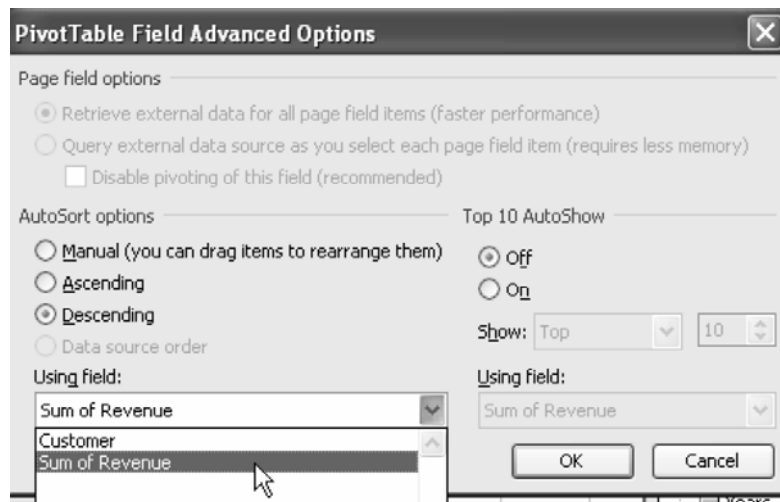 PivotTable Field Advanced Options
Page field options
Retrieve external data for all page field items (faster performance)
Query external data source as you select each page field item (requires less memory)
Disable pivoting of this field (recommended)
AutoSort options
Manual (you can drag items to rearrange them)
Ascending
Descending
Data source order
Using field:
Sum of Revenue
Customer
Sum of Revenue
Top 10 AutoShow
Off
On
Show: Top 10
Using field:
Sum of Revenue
OK Cancel
Years